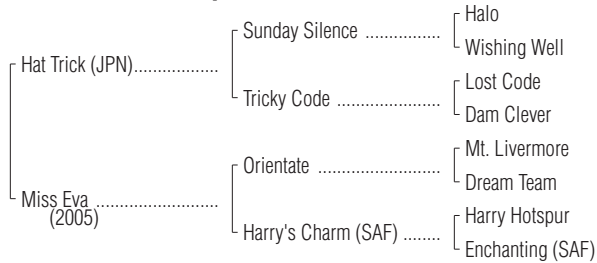 Halo
Sunday Silence ................
Wishing Well
Hat Trick (JPN)..................
Lost Code
Tricky Code ......................
Dam Clever
Mt. Livermore
Orientate ..........................
Dream Team
Miss Eva ..........................
(2005)
Harry Hotspur
Harry's Charm (SAF) ........
Enchanting (SAF)